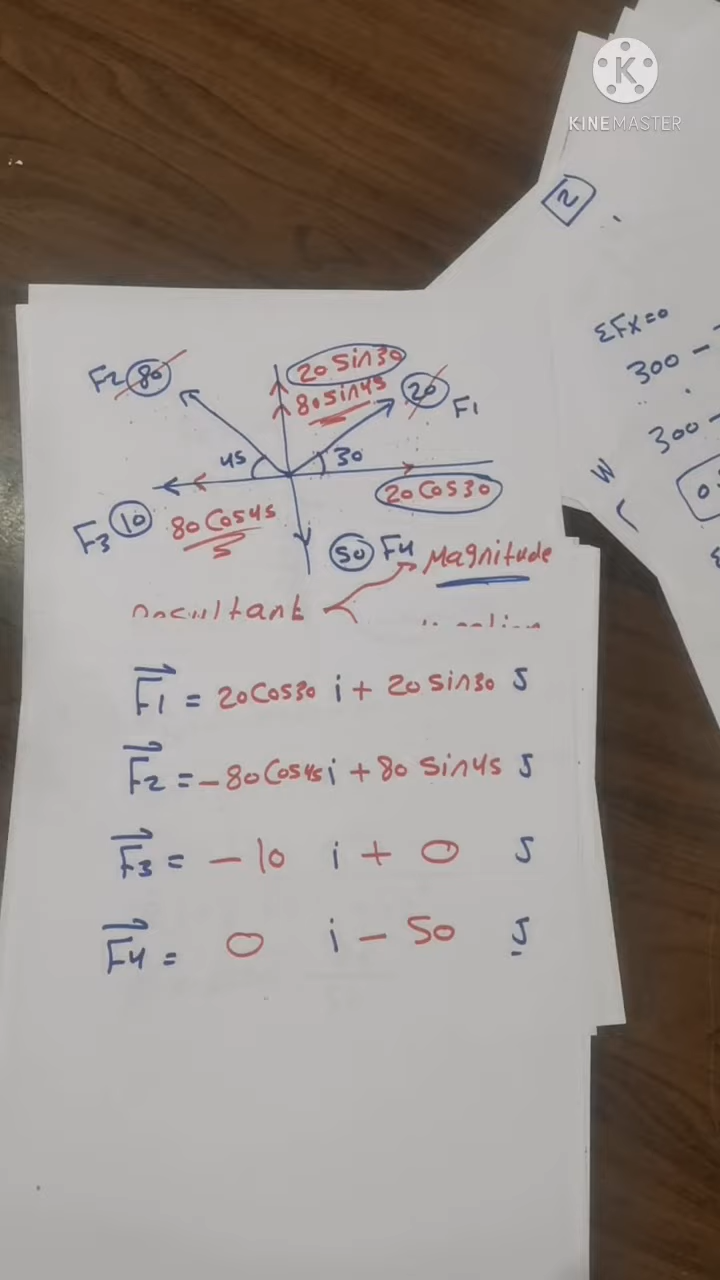 KINEMASTER
2
ΣFx=0
300 -
300 -
W
F2 80
20 sin30
80 sin45
20 F1
45
30
20 cos30
F3 10
80 cos45
50 F4 Magnitude
F1 = 20cos30 i + 20 sin30 J
F2 = -80cos45 i + 80 sin45 J
F3 = -10 i + 0 J
F4 = 0 i - 50 J